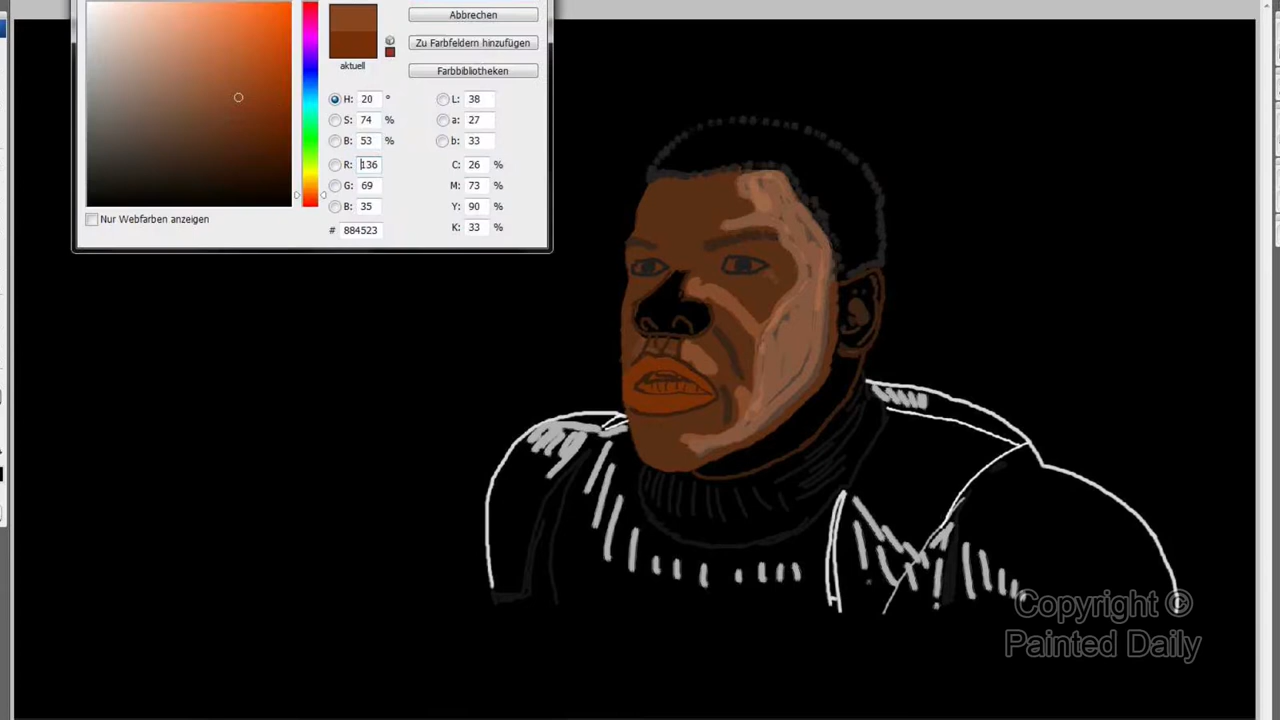 Abbrechen
Zu Farbfeldern hinzufügen
aktuell
Farbbibliotheken
H: 20 ° L: 38
S: 74 % a: 27
B: 53 % b: 33
R: 136 C: 26 %
G: 69 M: 73 %
B: 35 Y: 90 %
Nur Webfarben anzeigen
# 884523 K: 33 %
Copyright ©
Painted Daily